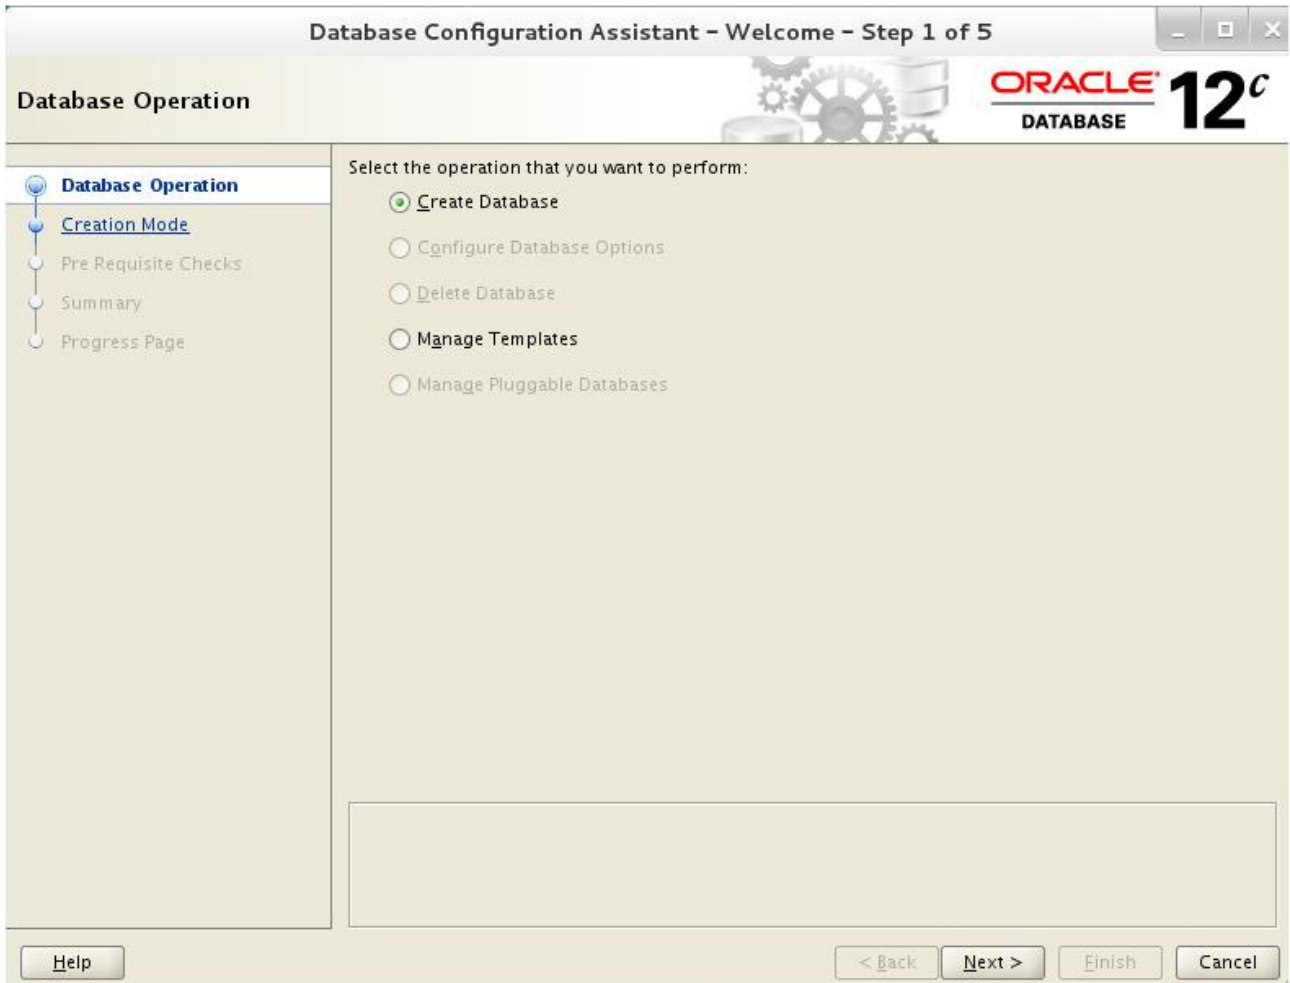 Database Configuration Assistant – Welcome – Step 1 of 5
Database Operation
ORACLE
DATABASE
12c
Database Operation
Creation Mode
Pre Requisite Checks
Summary
Progress Page
Select the operation that you want to perform:
Create Database
Configure Database Options
Delete Database
Manage Templates
Manage Pluggable Databases
Help
< Back
Next >
Finish
Cancel